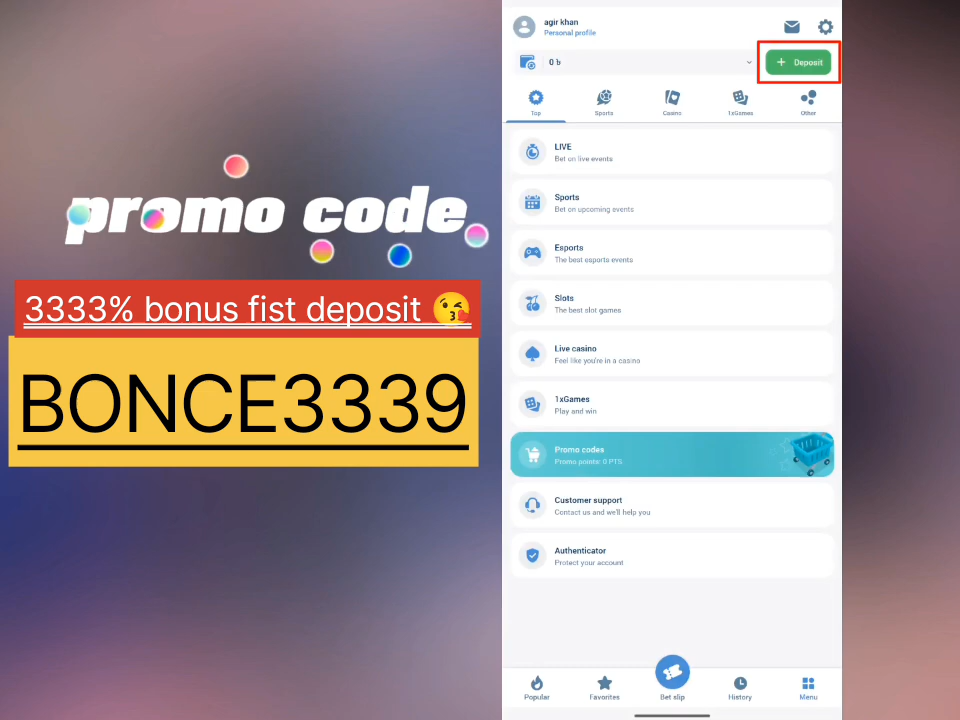 promo code
3333% bonus fist deposit 😘
BONCE3339
agir khan
Personal profile
0 ৳
+ Deposit
Top
Sports
Casino
1xGames
Other
LIVE
Bet on live events
Sports
Bet on upcoming events
Esports
The best esports events
Slots
The best slot games
Live casino
Feel like you're in a casino
1xGames
Play and win
Promo codes
Promo points: 0 PTS
Customer support
Contact us and we'll help you
Authenticator
Protect your account
Popular
Favorites
Bet slip
History
Menu